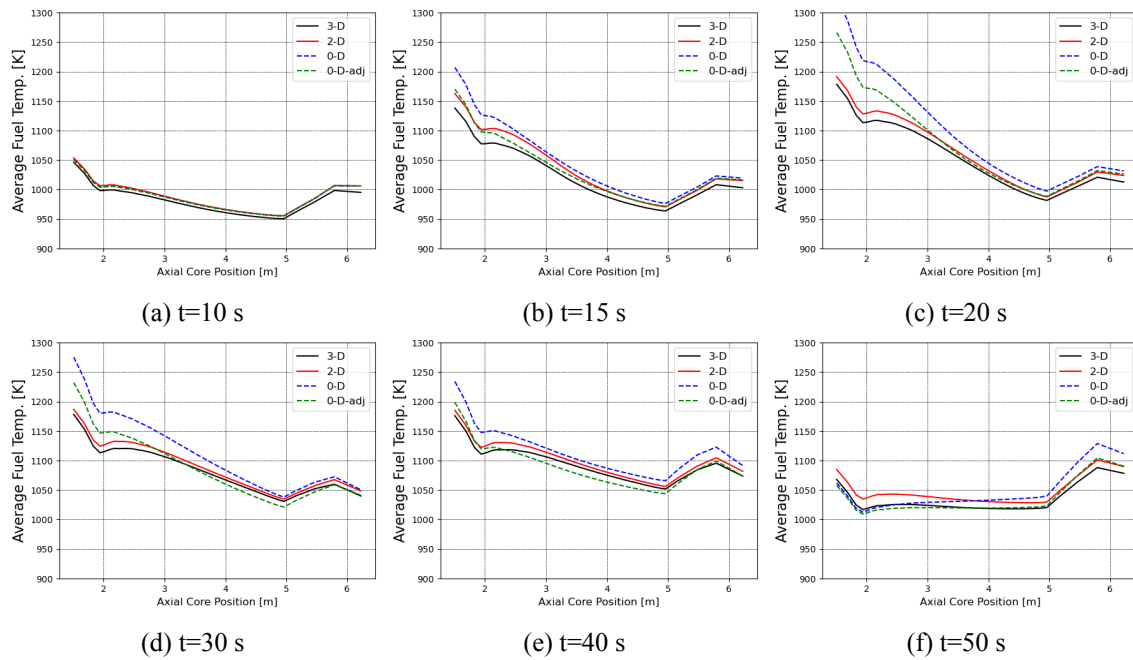 1300
1250
1200
1150
1100
1050
1000
950
900
Average Fuel Temp. [K]
3-D
2-D
0-D
0-D-adj
2 3 4 5 6
Axial Core Position [m]
(a) t=10 s
1300
1250
1200
1150
1100
1050
1000
950
900
Average Fuel Temp. [K]
3-D
2-D
0-D
0-D-adj
2 3 4 5 6
Axial Core Position [m]
(b) t=15 s
1300
1250
1200
1150
1100
1050
1000
950
900
Average Fuel Temp. [K]
3-D
2-D
0-D
0-D-adj
2 3 4 5 6
Axial Core Position [m]
(c) t=20 s
1300
1250
1200
1150
1100
1050
1000
950
900
Average Fuel Temp. [K]
3-D
2-D
0-D
0-D-adj
2 3 4 5 6
Axial Core Position [m]
(d) t=30 s
1300
1250
1200
1150
1100
1050
1000
950
900
Average Fuel Temp. [K]
3-D
2-D
0-D
0-D-adj
2 3 4 5 6
Axial Core Position [m]
(e) t=40 s
1300
1250
1200
1150
1100
1050
1000
950
900
Average Fuel Temp. [K]
3-D
2-D
0-D
0-D-adj
2 3 4 5 6
Axial Core Position [m]
(f) t=50 s